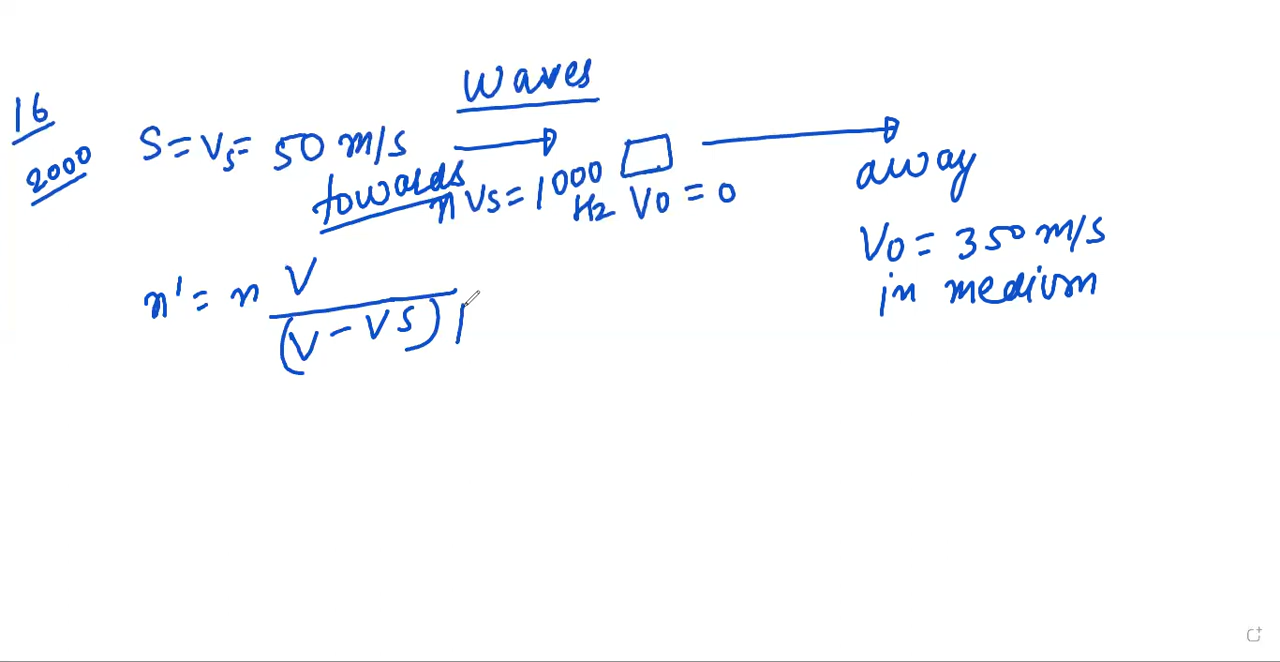 Waves
16
2000
S = Vs = 50 m/s
towards
n Vs = 1000
Hz Vo = 0
away
Vo = 350 m/s
in medium
n' = n V
(V - VS)